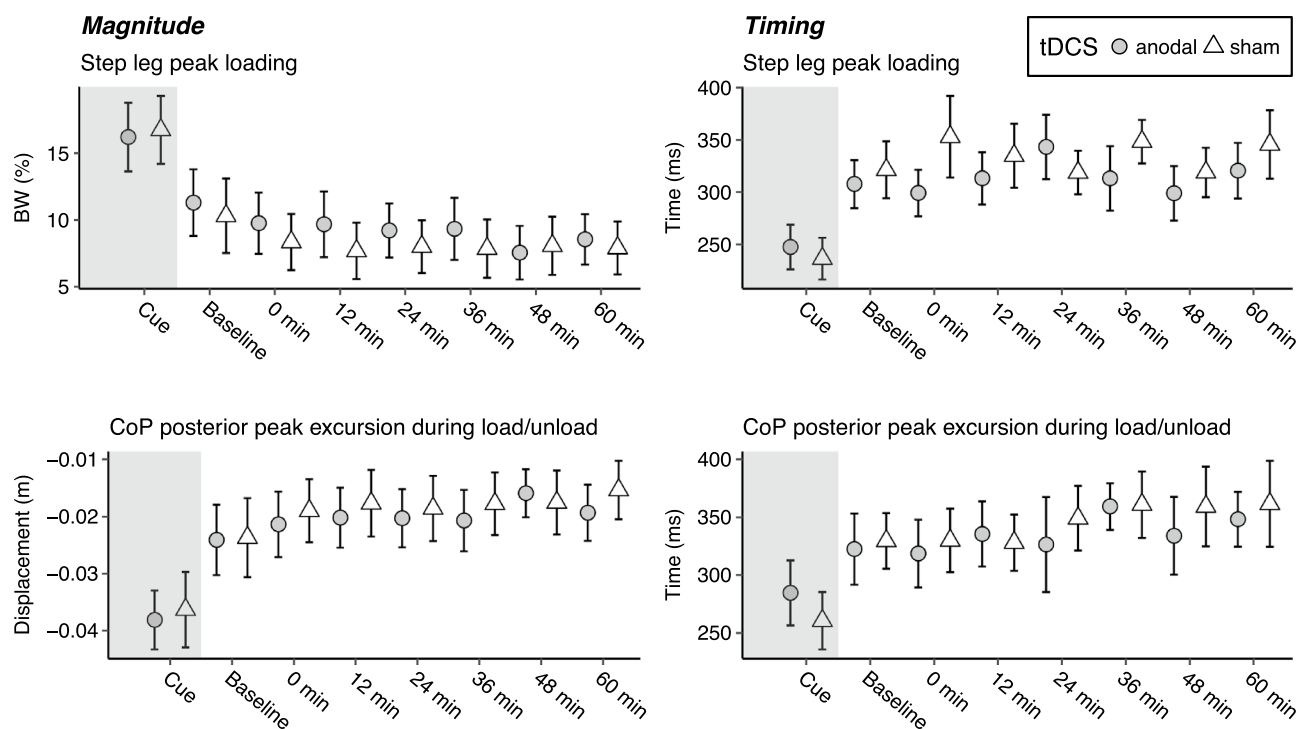 Magnitude
Timing
tDCS anodal sham
Step leg peak loading
BW (%)
15
10
5
Cue
Baseline
0 min
12 min
24 min
36 min
48 min
60 min
Step leg peak loading
Time (ms)
400
350
300
250
Cue
Baseline
0 min
12 min
24 min
36 min
48 min
60 min
CoP posterior peak excursion during load/unload
Displacement (m)
−0.01
−0.02
−0.03
−0.04
Cue
Baseline
0 min
12 min
24 min
36 min
48 min
60 min
CoP posterior peak excursion during load/unload
Time (ms)
400
350
300
250
Cue
Baseline
0 min
12 min
24 min
36 min
48 min
60 min